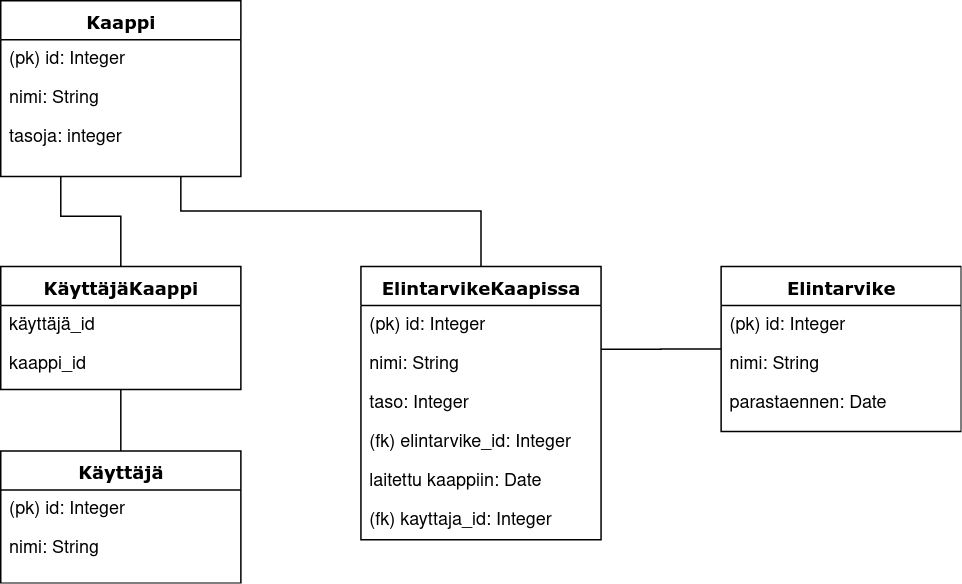 Kaappi
(pk) id: Integer
nimi: String
tasoja: integer
KäyttäjäKaappi
käyttäjä_id
kaappi_id
Käyttäjä
(pk) id: Integer
nimi: String
ElintarvikeKaapissa
(pk) id: Integer
nimi: String
taso: Integer
(fk) elintarvike_id: Integer
laitettu kaappiin: Date
(fk) kayttaja_id: Integer
Elintarvike
(pk) id: Integer
nimi: String
parastaennen: Date